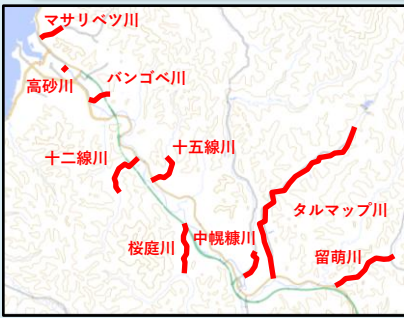 マサリベツ川
高砂川
バンゴベ川
十二線川
十五線川
タルマップ川
桜庭川
中幌糠川
留萌川